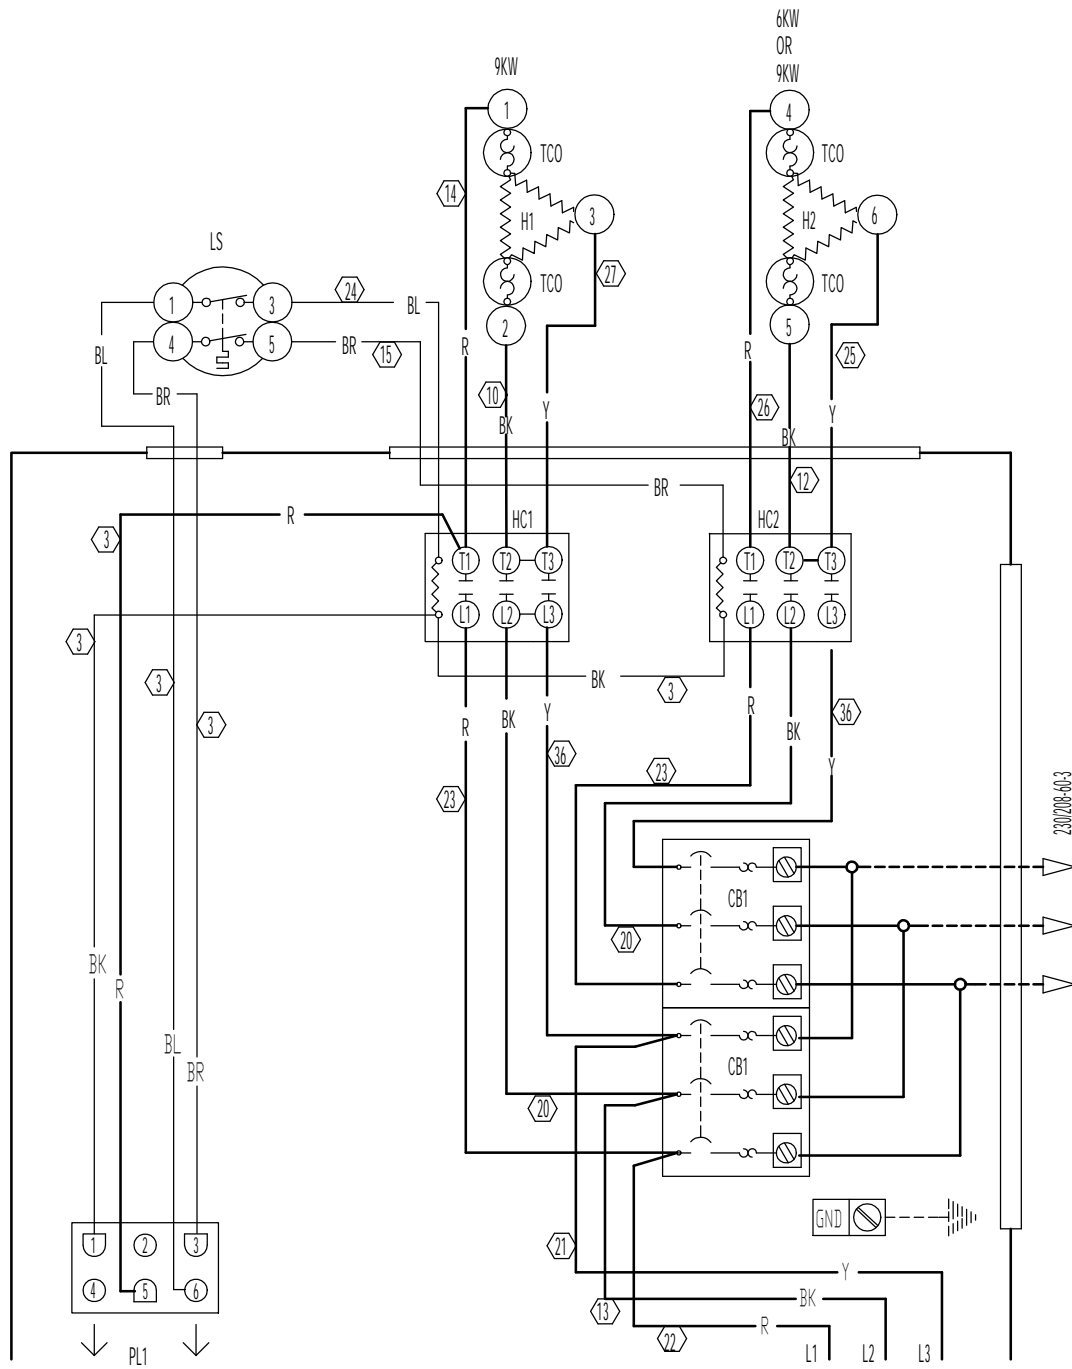 6KW
OR
9KW
9KW
1
4
TCO
TCO
14
H1
3
H2
6
LS
27
24
TCO
TCO
1
3
BL
2
5
4
5
BR
15
R
R
25
BL
BR
10
Y
26
Y
BK
BK
12
BR
R
HC1
HC2
3
T1
T2
T3
T1
T2
T3
L1
L2
L3
L1
L2
L3
3
3
BK
3
3
R
BK
Y
R
BK
36
36
Y
23
23
230/208-60-3
CB1
20
BK
R
BL
BR
CB1
20
GND
1
2
3
21
4
5
6
Y
13
BK
22
R
PL1
L1
L2
L3